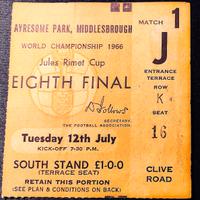 AYRESOME PARK, MIDDLESBROUGH
WORLD CHAMPIONSHIP 1966
Jules Rimet Cup
EIGHTH FINAL
D Follows
SECRETARY
THE FOOTBALL ASSOCIATION
Tuesday 12th July
KICK-OFF 7-30 P.M.
SOUTH STAND £1-0-0
(TERRACE SEAT)
RETAIN THIS PORTION
(SEE PLAN & CONDITIONS ON BACK)
MATCH 1
J
ENTRANCE
TERRACE
ROW
K
SEAT
16
CLIVE
ROAD